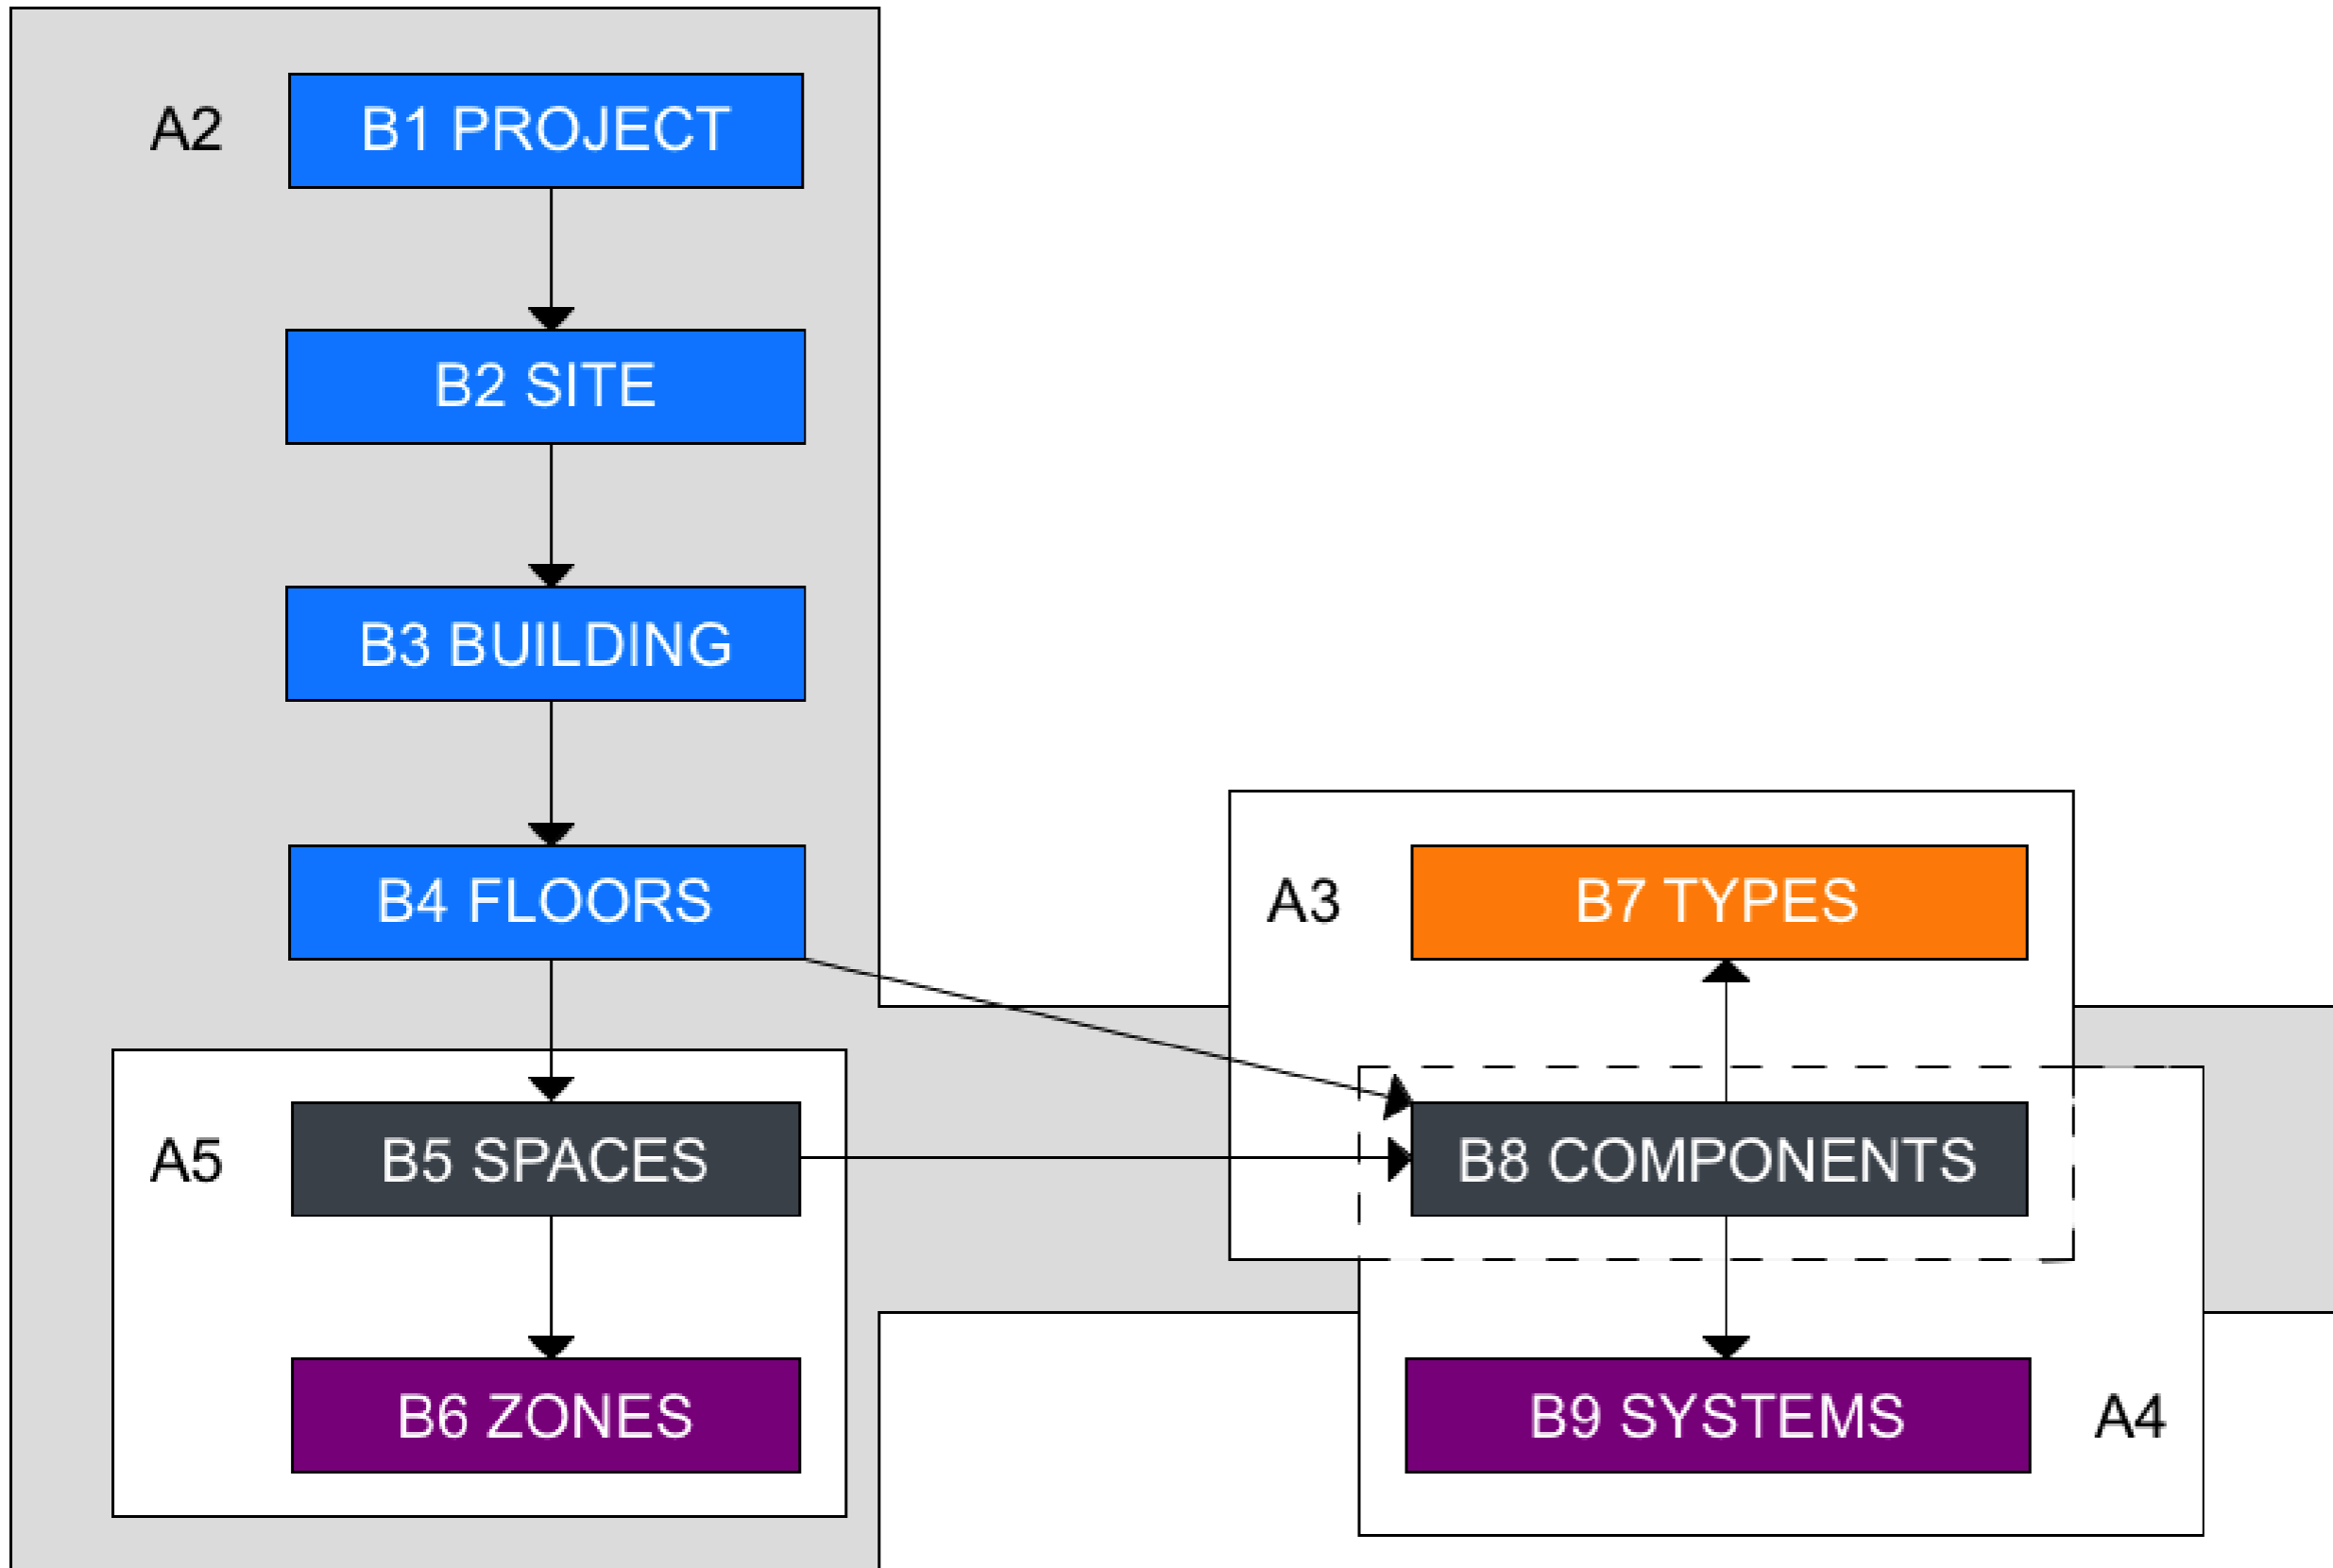 A2
B1 PROJECT
B2 SITE
B3 BUILDING
B4 FLOORS
A3
B7 TYPES
A5
B5 SPACES
B8 COMPONENTS
B6 ZONES
B9 SYSTEMS
A4